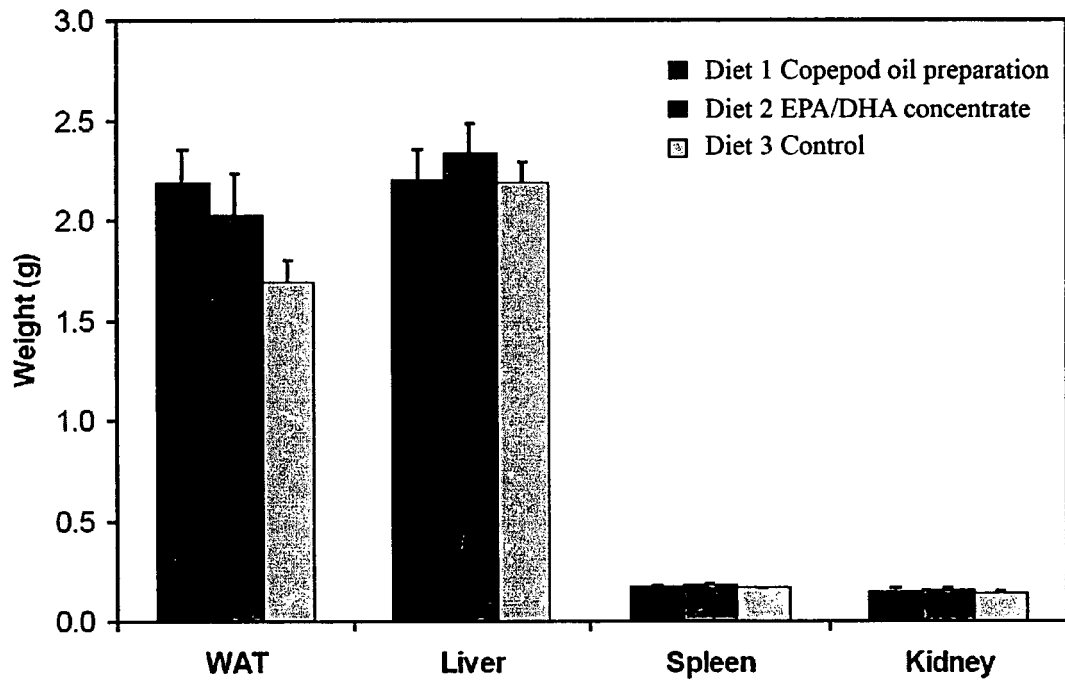 3.0
Diet 1 Copepod oil preparation
Diet 2 EPA/DHA concentrate
Diet 3 Control
2.5
2.0
1.5
1.0
0.5
0.0
Weight (g)
WAT Liver Spleen Kidney